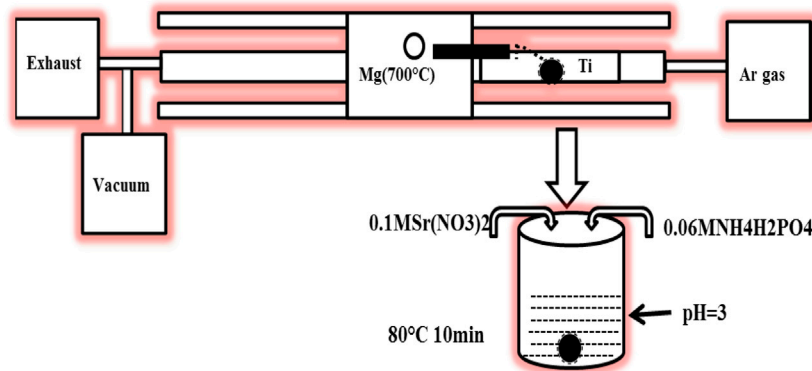 Exhaust
Mg(700°C)
Ti
Ar gas
Vacuum
0.1MSr(NO3)2
0.06MNH4H2PO4
pH=3
80°C 10min